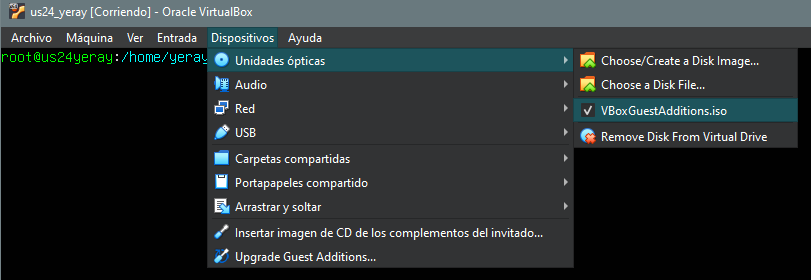 us24_yeray [Corriendo] - Oracle VirtualBox
Archivo Máquina Ver Entrada Dispositivos Ayuda
root@us24yeray:/home/yeray
Unidades ópticas
Audio
Red
USB
Carpetas compartidas
Portapapeles compartido
Arrastrar y soltar
Insertar imagen de CD de los complementos del invitado...
Upgrade Guest Additions...
Choose/Create a Disk Image...
Choose a Disk File...
VBoxGuestAdditions.iso
Remove Disk From Virtual Drive